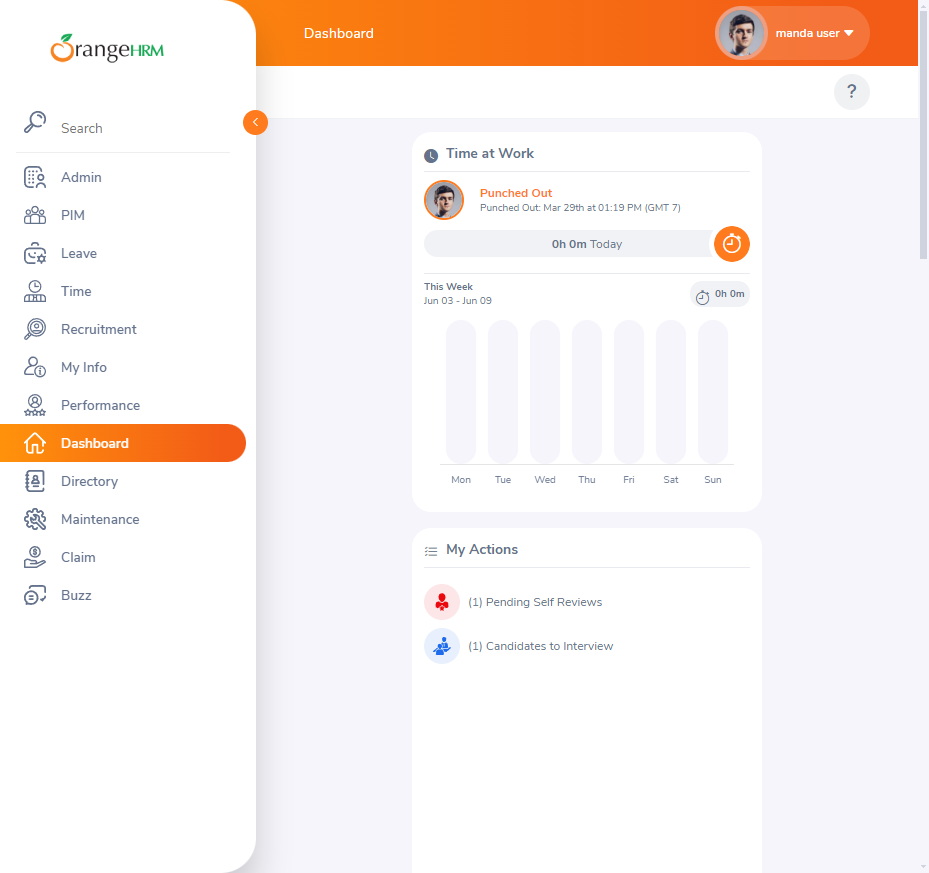 OrangeHRM
Dashboard
manda user
?
Search
Admin
PIM
Leave
Time
Recruitment
My Info
Performance
Dashboard
Directory
Maintenance
Claim
Buzz
Time at Work
Punched Out
Punched Out: Mar 29th at 01:19 PM (GMT 7)
0h 0m Today
This Week
Jun 03 - Jun 09
0h 0m
Mon Tue Wed Thu Fri Sat Sun
My Actions
(1) Pending Self Reviews
(1) Candidates to Interview